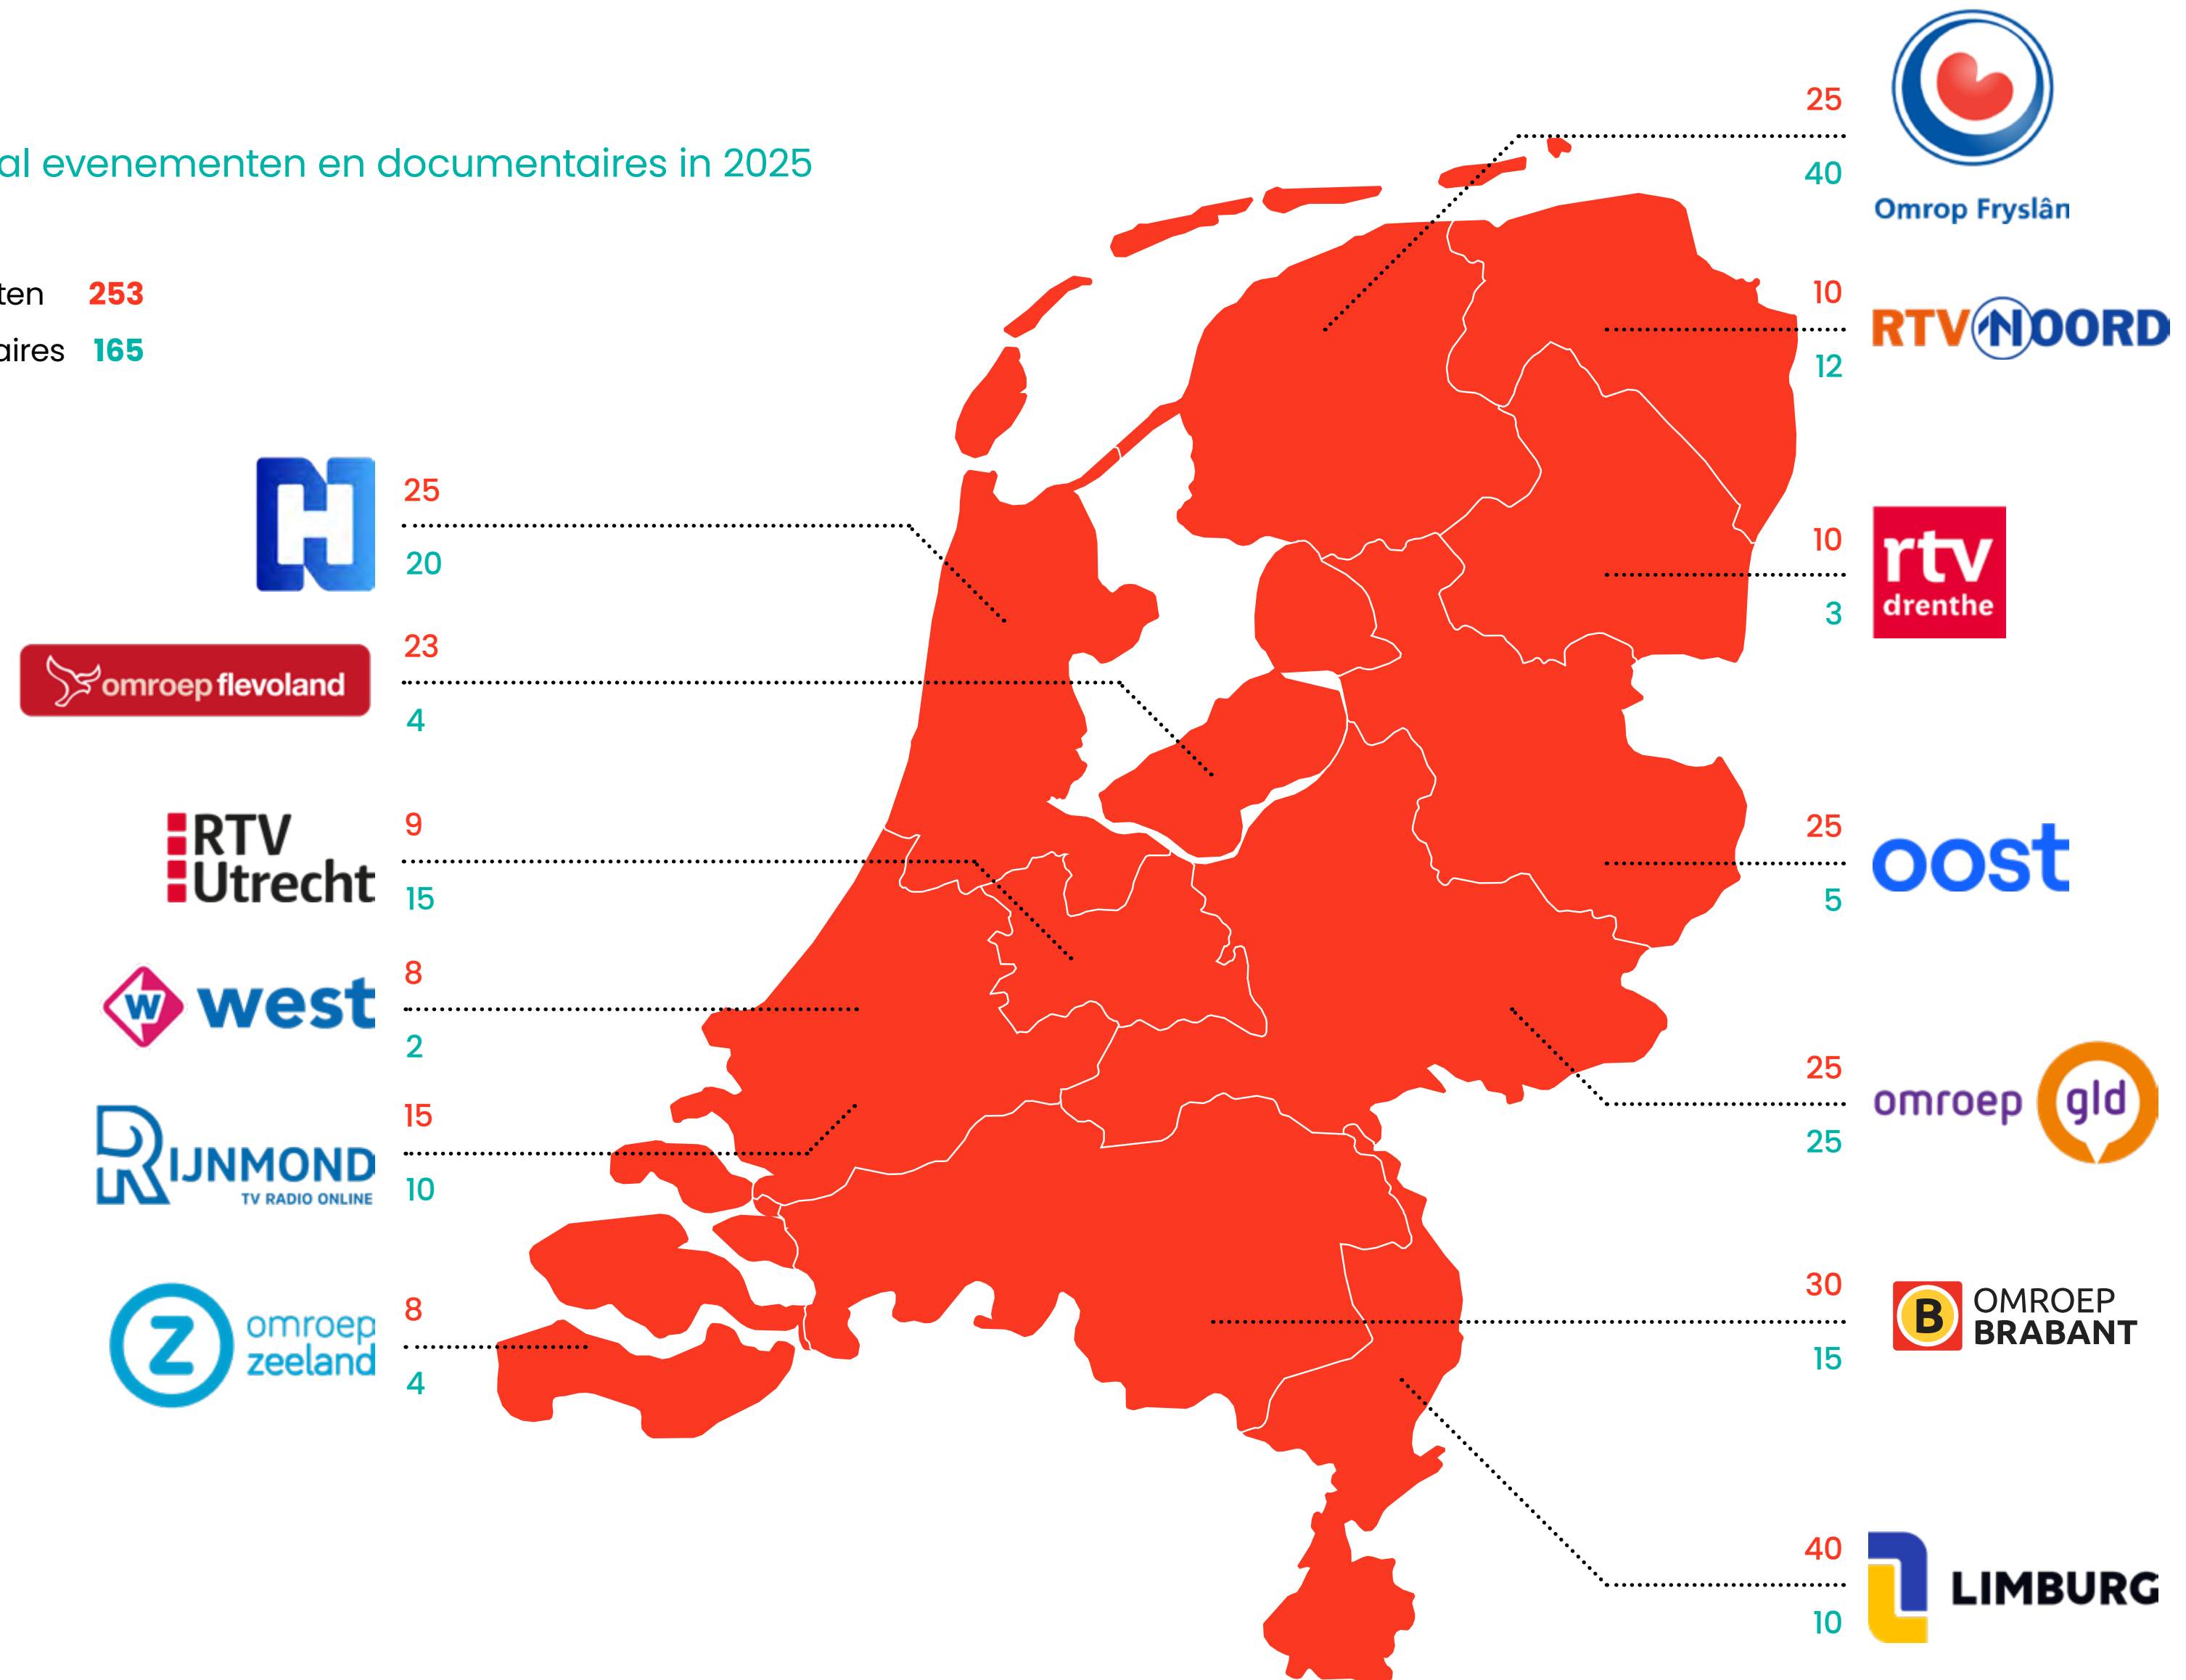 al evenementen en documentaires in 2025
ten 253
aires 165
25
40
Omrop Fryslân
10
RTV NOORD
12
25
20
NH
10
rtv
drenthe
3
23
omroep flevoland
4
9
RTV
Utrecht
15
25
oost
5
8
W west
2
25
omroep gld
25
15
RIJNMOND
TV RADIO ONLINE
10
8
Z omroep
zeeland
4
30
B OMROEP
BRABANT
15
40
LIMBURG
10